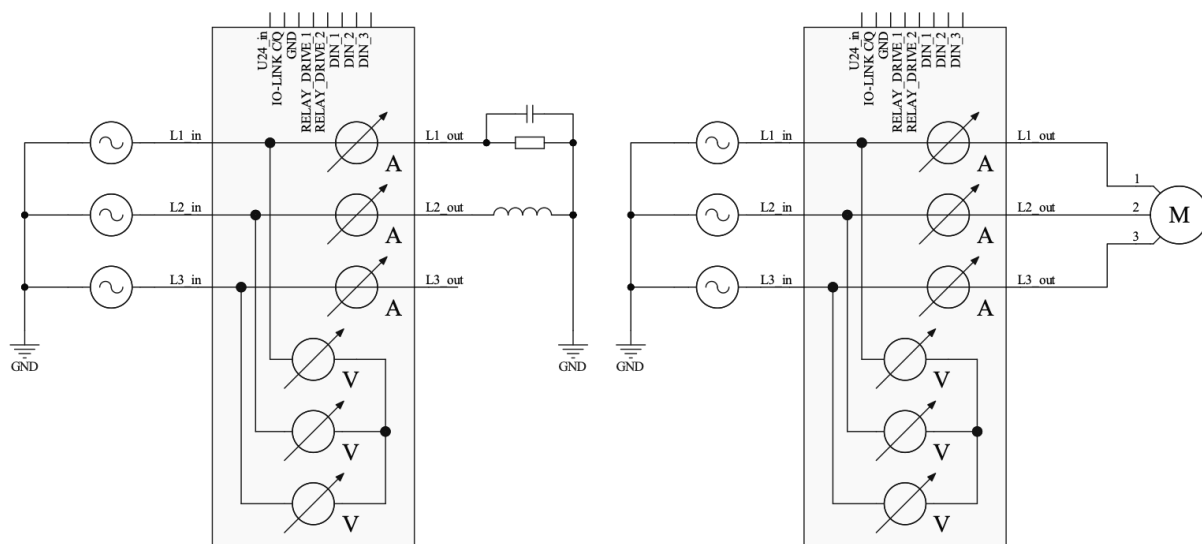 U24_in
IO-LINK CQ
GND
RELAY_DRIVE_1
RELAY_DRIVE_2
DIN_1
DIN_2
DIN_3
L1_in
A
L1_out
L2_in
A
L2_out
L3_in
A
L3_out
V
V
V
GND
GND
U24_in
IO-LINK CQ
GND
RELAY_DRIVE_1
RELAY_DRIVE_2
DIN_1
DIN_2
DIN_3
L1_in
A
L1_out
L2_in
A
L2_out
L3_in
A
L3_out
1
2
3
M
V
V
V
GND